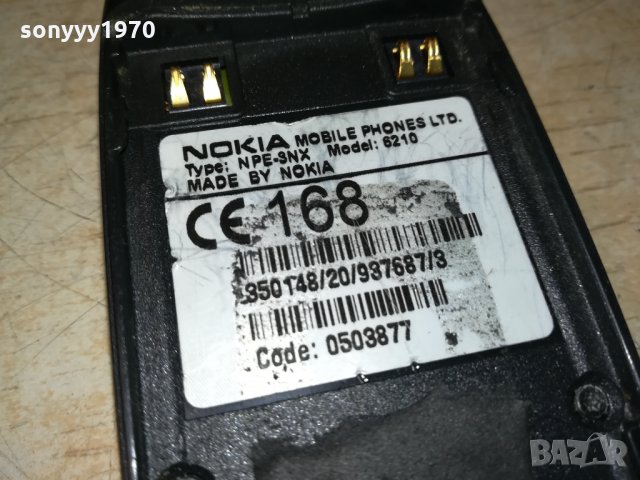 sonyyy1970
NOKIA MOBILE PHONES LTD.
Type: NPE-3NX Model: 6210
MADE BY NOKIA
CE 168
350148/20/937687/3
Code: 0503877
BAZAR